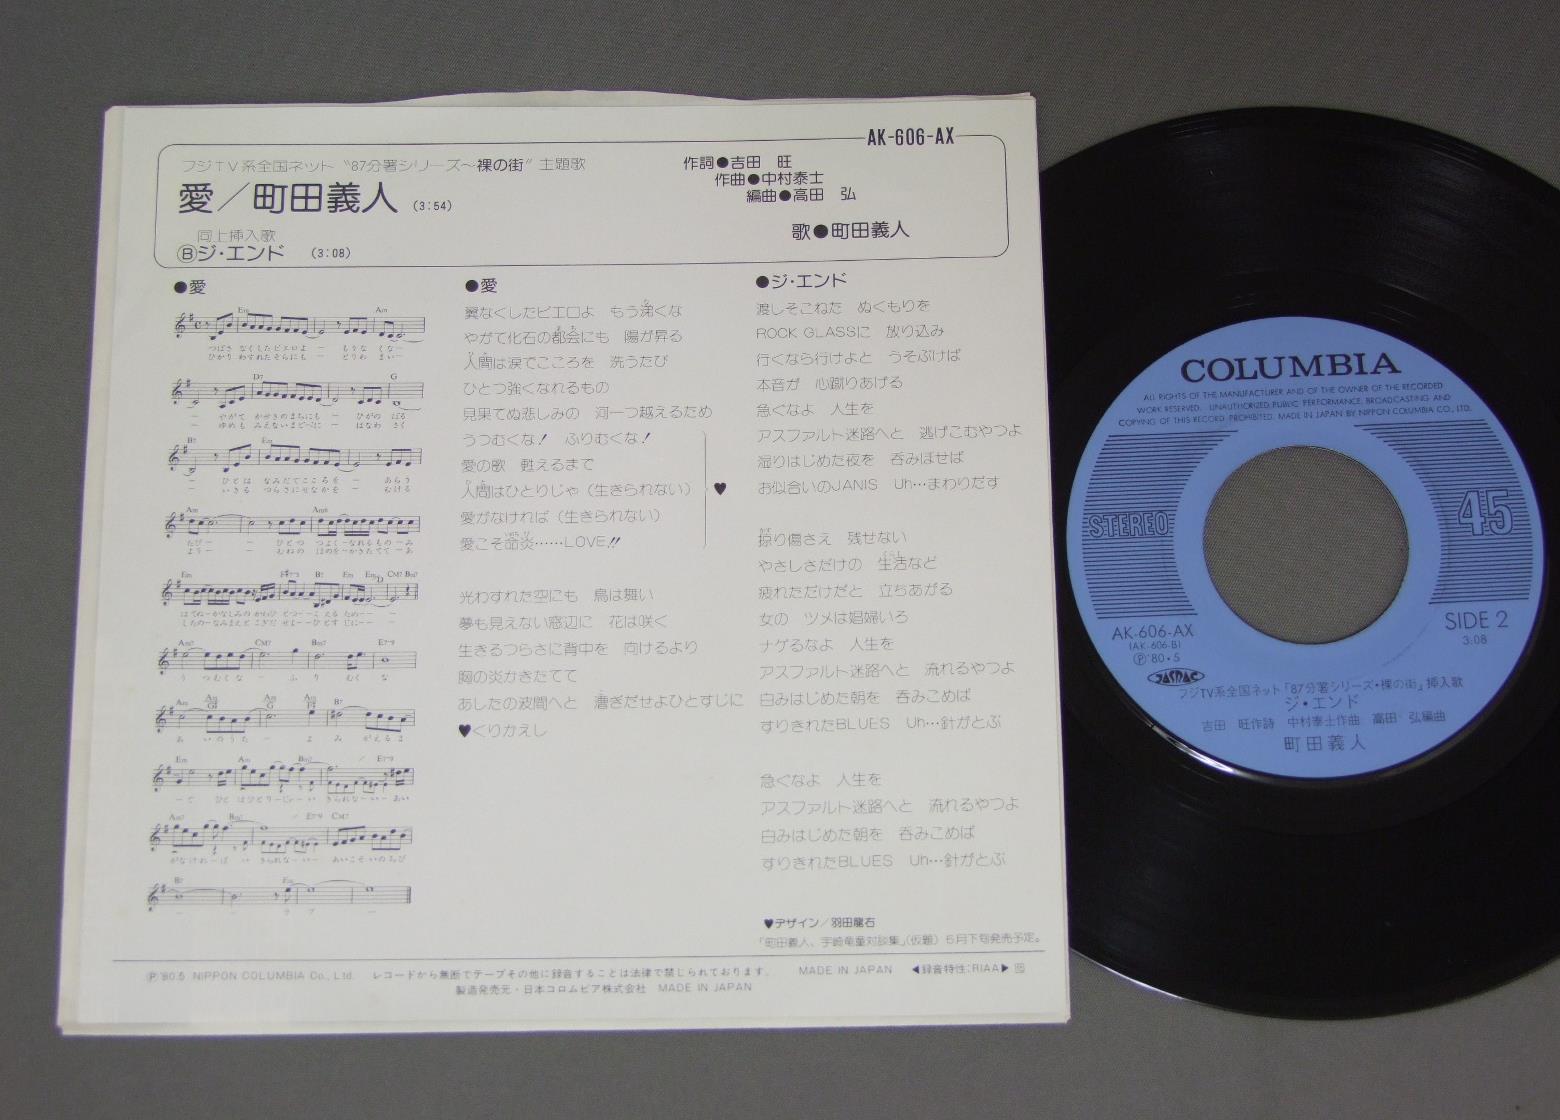 AK-606-AX
フジTV系全国ネット "87分署シリーズ〜裸の街" 主題歌
愛／町田義人 (3:54)
同上挿入歌
Ⓑジ・エンド (3:08)
作詞●吉田 旺
作曲●中村泰士
編曲●高田 弘
歌●町田義人
●愛
●愛
翼なくしたピエロよ もう涕くな
やがて化石の都会にも 陽が昇る
人間は涙でこころを 洗うたび
ひとつ強くなれるもの
見果てぬ悲しみの 河一つ越えるため
うつむくな! ふりむくな!
愛の歌 甦えるまで
人間はひとりじゃ (生きられない)
愛がなければ (生きられない)
愛こそ命炎……LOVE!!
♥
光わすれた空にも 鳥は舞い
夢も見えない窓辺に 花は咲く
生きるつらさに背中を 向けるより
胸の炎かきたてて
あしたの波間へと 漕ぎだせよひとすじに
♥くりかえし
●ジ・エンド
渡しそこねた ぬくもりを
ROCK GLASSに 放り込み
行くなら行けよと うそぶけば
本音が 心蹴りあげる
急ぐなよ 人生を
アスファルト迷路へと 逃げこむやつよ
湿りはじめた夜を 呑みほせば
お似合いのJANIS Uh…まわりだす
掠り傷さえ 残せない
やさしさだけの 生活など
疲れただけだと 立ちあがる
女の ツメは娼婦いろ
ナゲるなよ 人生を
アスファルト迷路へと 流れるやつよ
白みはじめた朝を 呑みこめば
すりきれたBLUES Uh…針がとぶ
急ぐなよ 人生を
アスファルト迷路へと 流れるやつよ
白みはじめた朝を 呑みこめば
すりきれたBLUES Uh…針がとぶ
♥デザイン／羽田龍石
「町田義人、宇崎竜童対談集」(仮題) 5月下旬発売予定。
Ⓟ'80.5 NIPPON COLUMBIA Co., Ltd. レコードから無断でテープその他に録音することは法律で禁じられております。 MADE IN JAPAN ◀録音特性:RIAA▶
製造発売元・日本コロムビア株式会社 MADE IN JAPAN
COLUMBIA
ALL RIGHTS OF THE MANUFACTURER AND OF THE OWNER OF THE RECORDED
WORK RESERVED. UNAUTHORIZED PUBLIC PERFORMANCE, BROADCASTING AND
COPYING OF THIS RECORD PROHIBITED. MADE IN JAPAN BY NIPPON COLUMBIA CO., LTD.
STEREO
45
AK-606-AX
(AK-606-B)
Ⓟ'80・5
JASRAC
SIDE 2
3:08
フジTV系全国ネット「87分署シリーズ・裸の街」挿入歌
ジ・エンド
吉田 旺作詩 中村泰士作曲 高田 弘編曲
町田義人